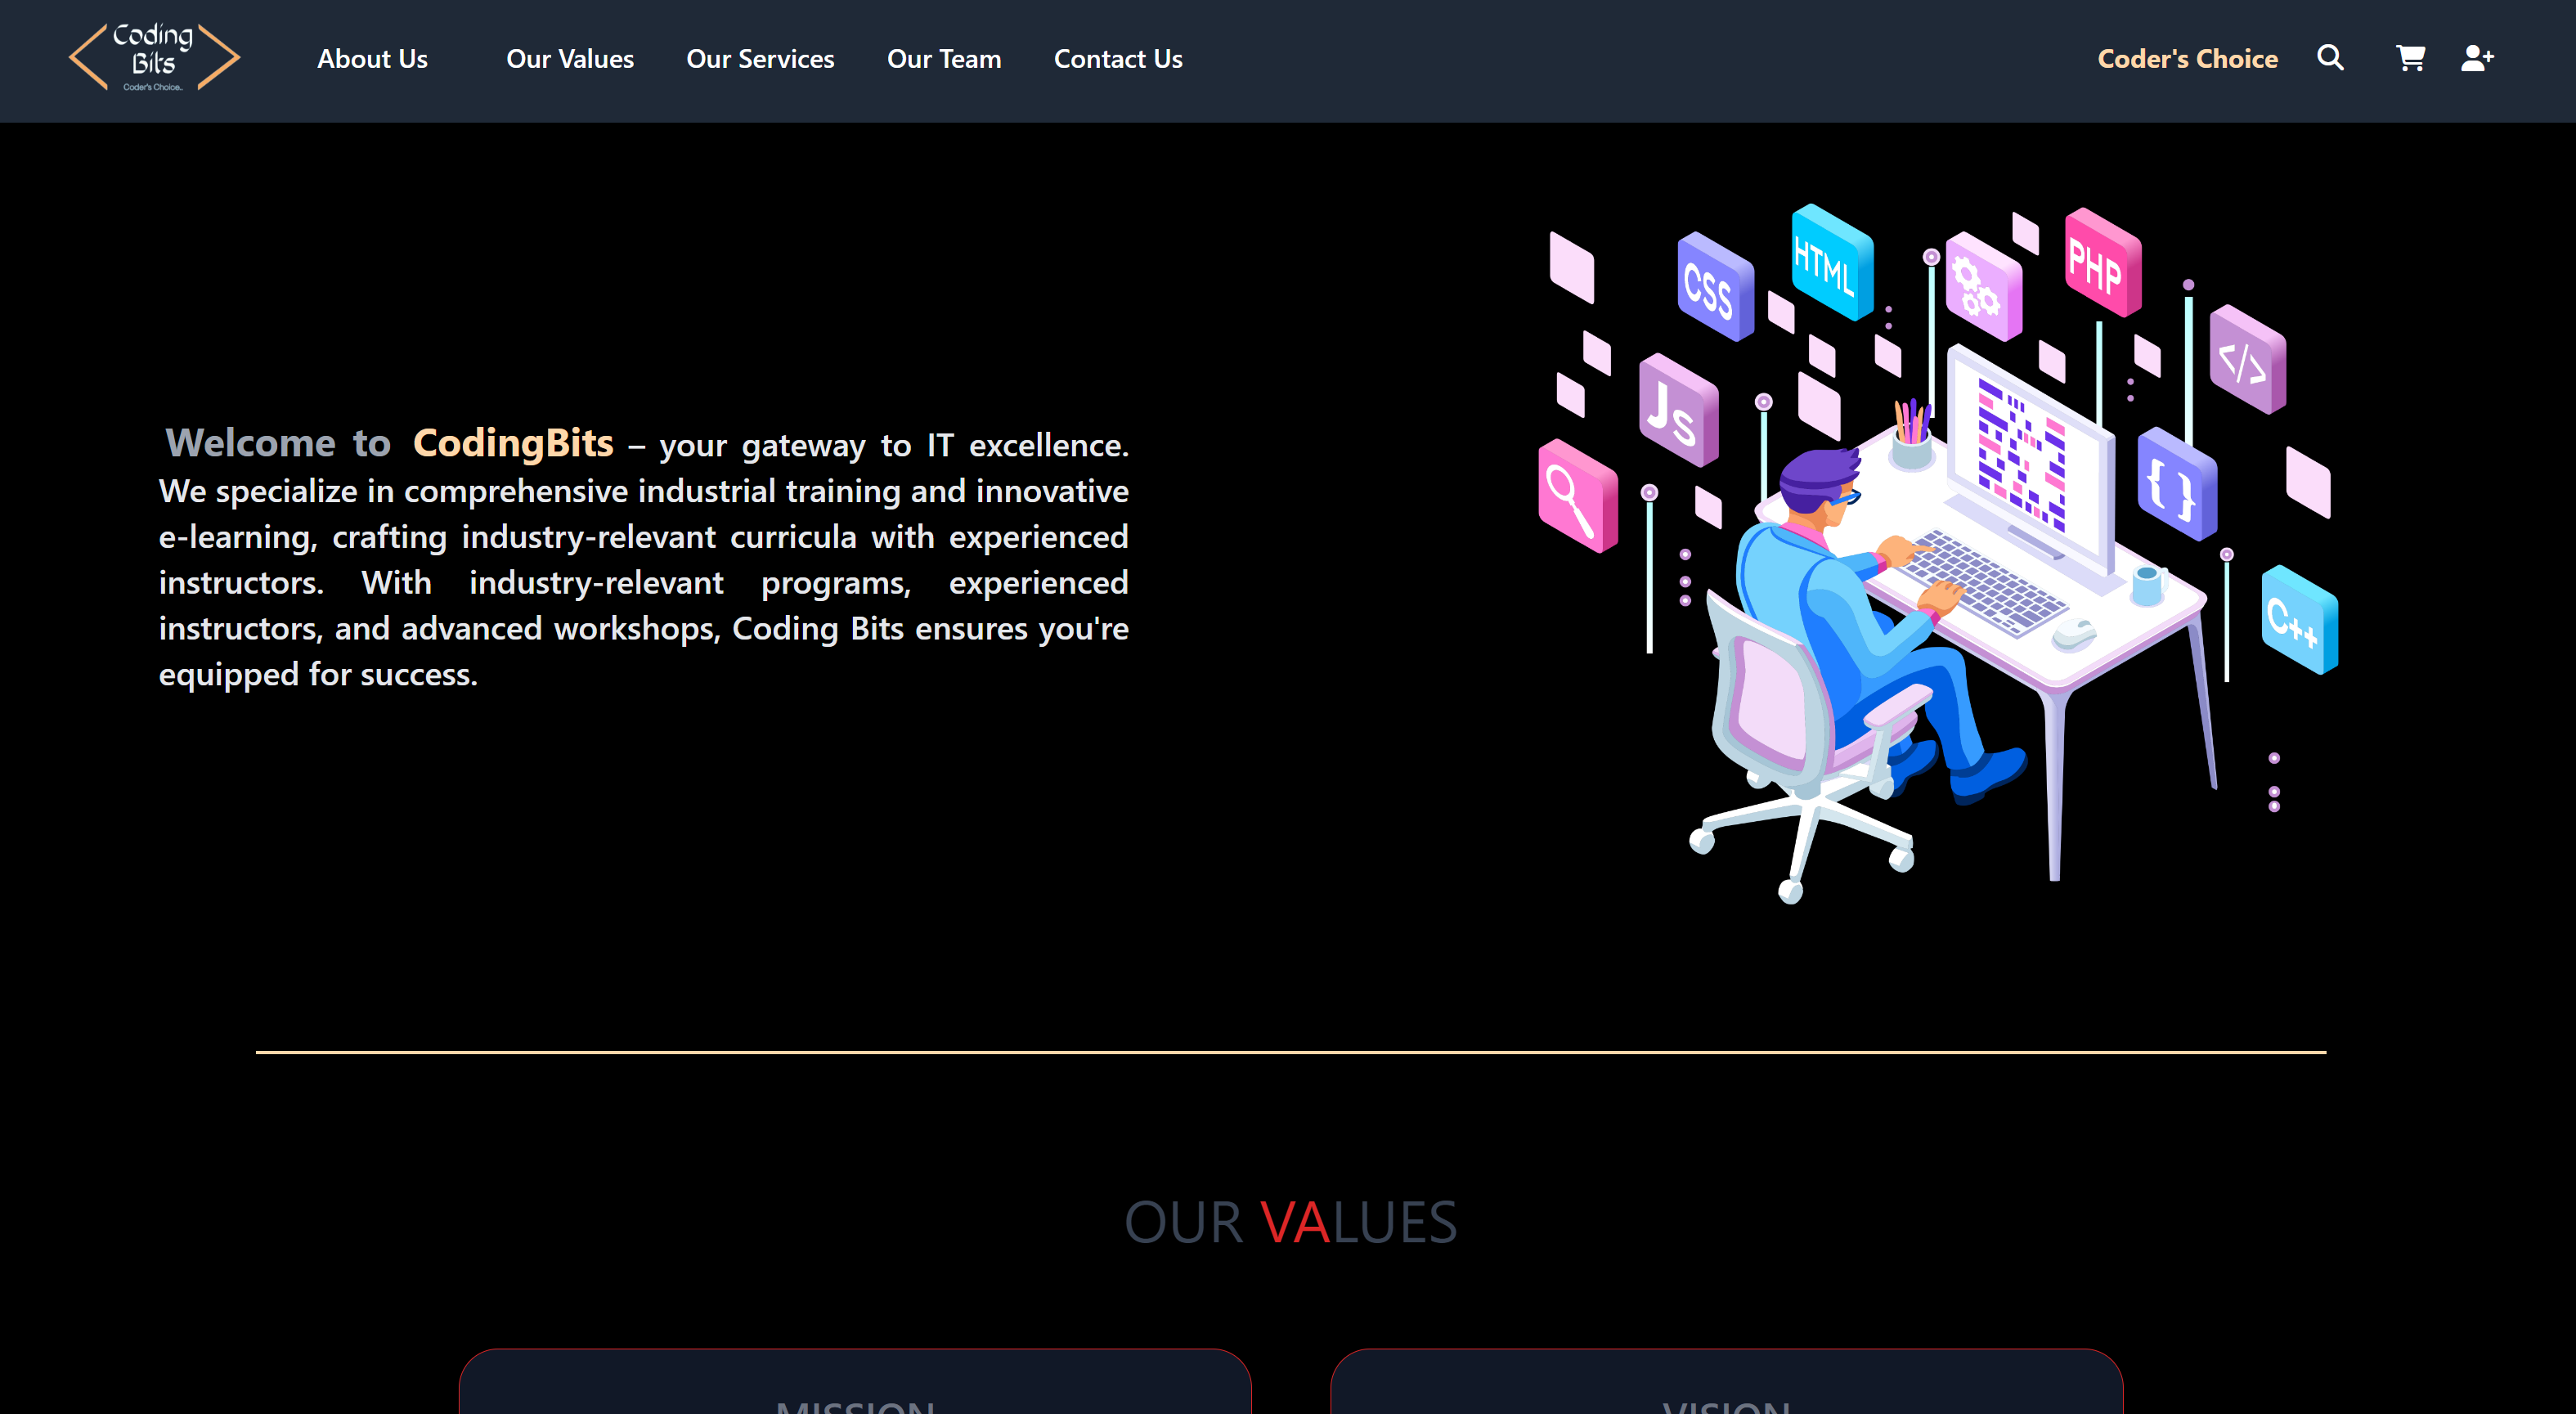 Coding
Bits
Coder's Choice..
About Us
Our Values
Our Services
Our Team
Contact Us
Coder's Choice
Welcome to CodingBits – your gateway to IT excellence.
We specialize in comprehensive industrial training and innovative
e-learning, crafting industry-relevant curricula with experienced
instructors. With industry-relevant programs, experienced
instructors, and advanced workshops, Coding Bits ensures you're
equipped for success.
CSS
HTML
PHP
</>
Js
{ }
C++
OUR VALUES
MISSION
VISION